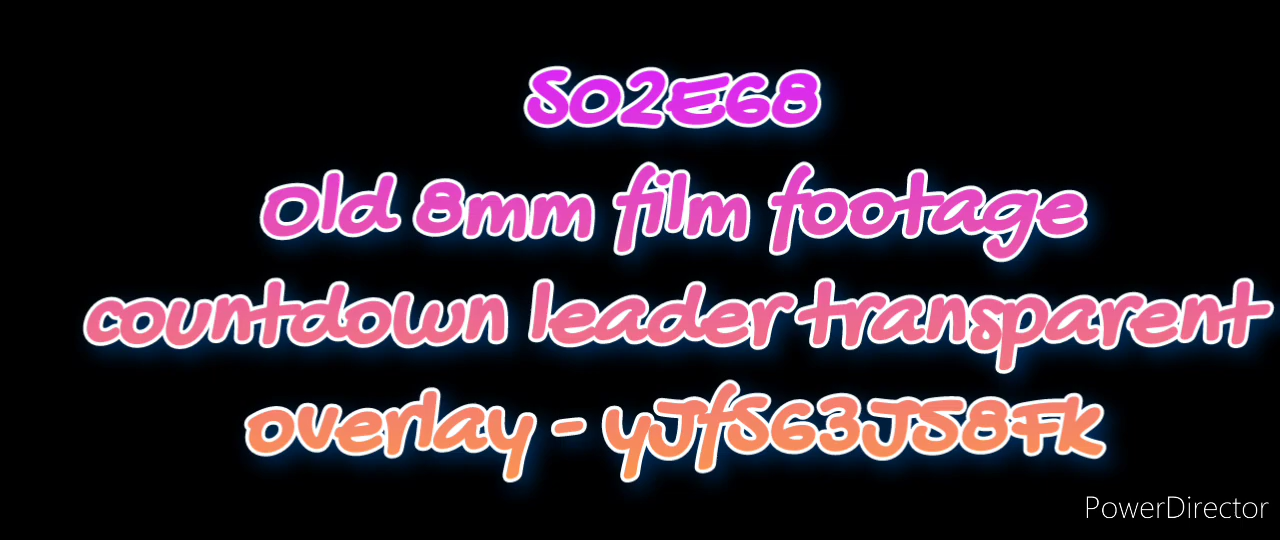 S02E68
Old 8mm film footage
countdown leader transparent
overlay - yJfS63JS8Fk
PowerDirector